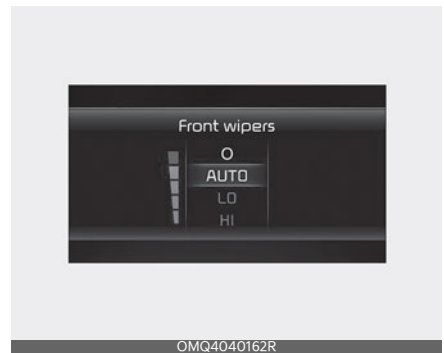 Front wipers
O
AUTO
LO
HI
OMQ4040162R